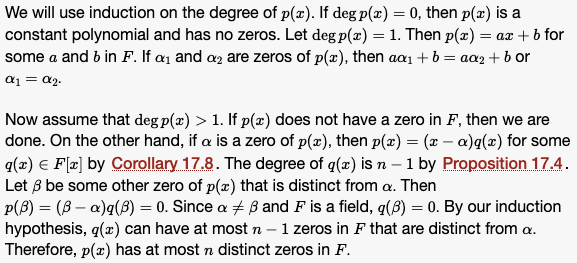 We will use induction on the degree of p(x). If deg p(x) = 0, then p(x) is a
constant polynomial and has no zeros. Let deg p(x) = 1. Then p(x) = ax + b for
some a and b in F. If α₁ and α₂ are zeros of p(x), then aα₁ + b = aα₂ + b or
α₁ = α₂.
Now assume that deg p(x) > 1. If p(x) does not have a zero in F, then we are
done. On the other hand, if α is a zero of p(x), then p(x) = (x − α)q(x) for some
q(x) ∈ F[x] by Corollary 17.8. The degree of q(x) is n − 1 by Proposition 17.4.
Let β be some other zero of p(x) that is distinct from α. Then
p(β) = (β − α)q(β) = 0. Since α ≠ β and F is a field, q(β) = 0. By our induction
hypothesis, q(x) can have at most n − 1 zeros in F that are distinct from α.
Therefore, p(x) has at most n distinct zeros in F.